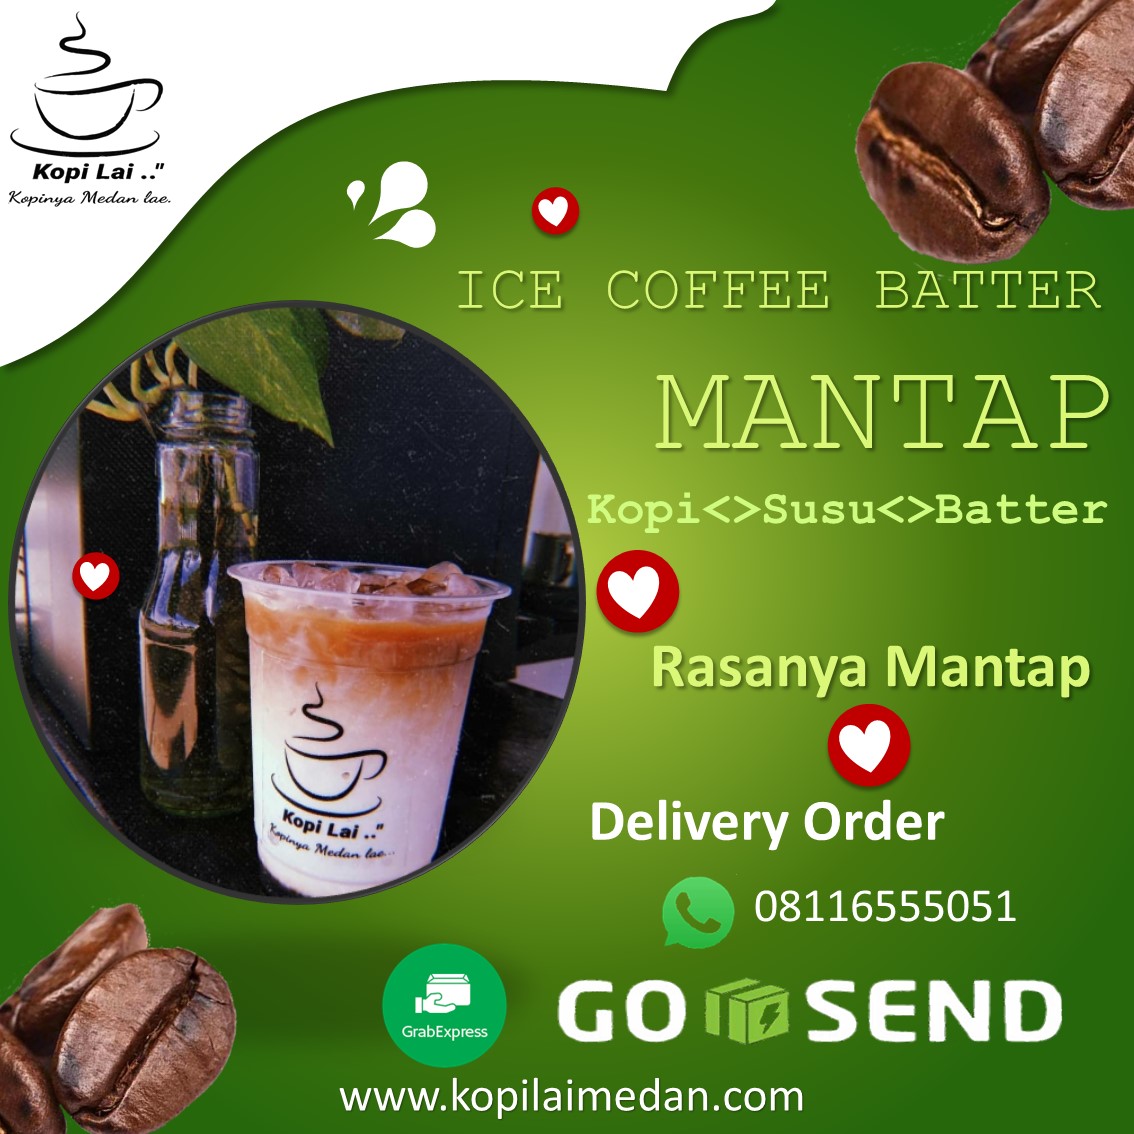 Kopi Lai .."
Kopinya Medan lae.
ICE COFFEE BATTER
MANTAP
Kopi<>Susu<>Batter
Rasanya Mantap
Kopi Lai .."
Kopinya Medan lae...
Delivery Order
08116555051
GrabExpress
GO SEND
www.kopilaimedan.com